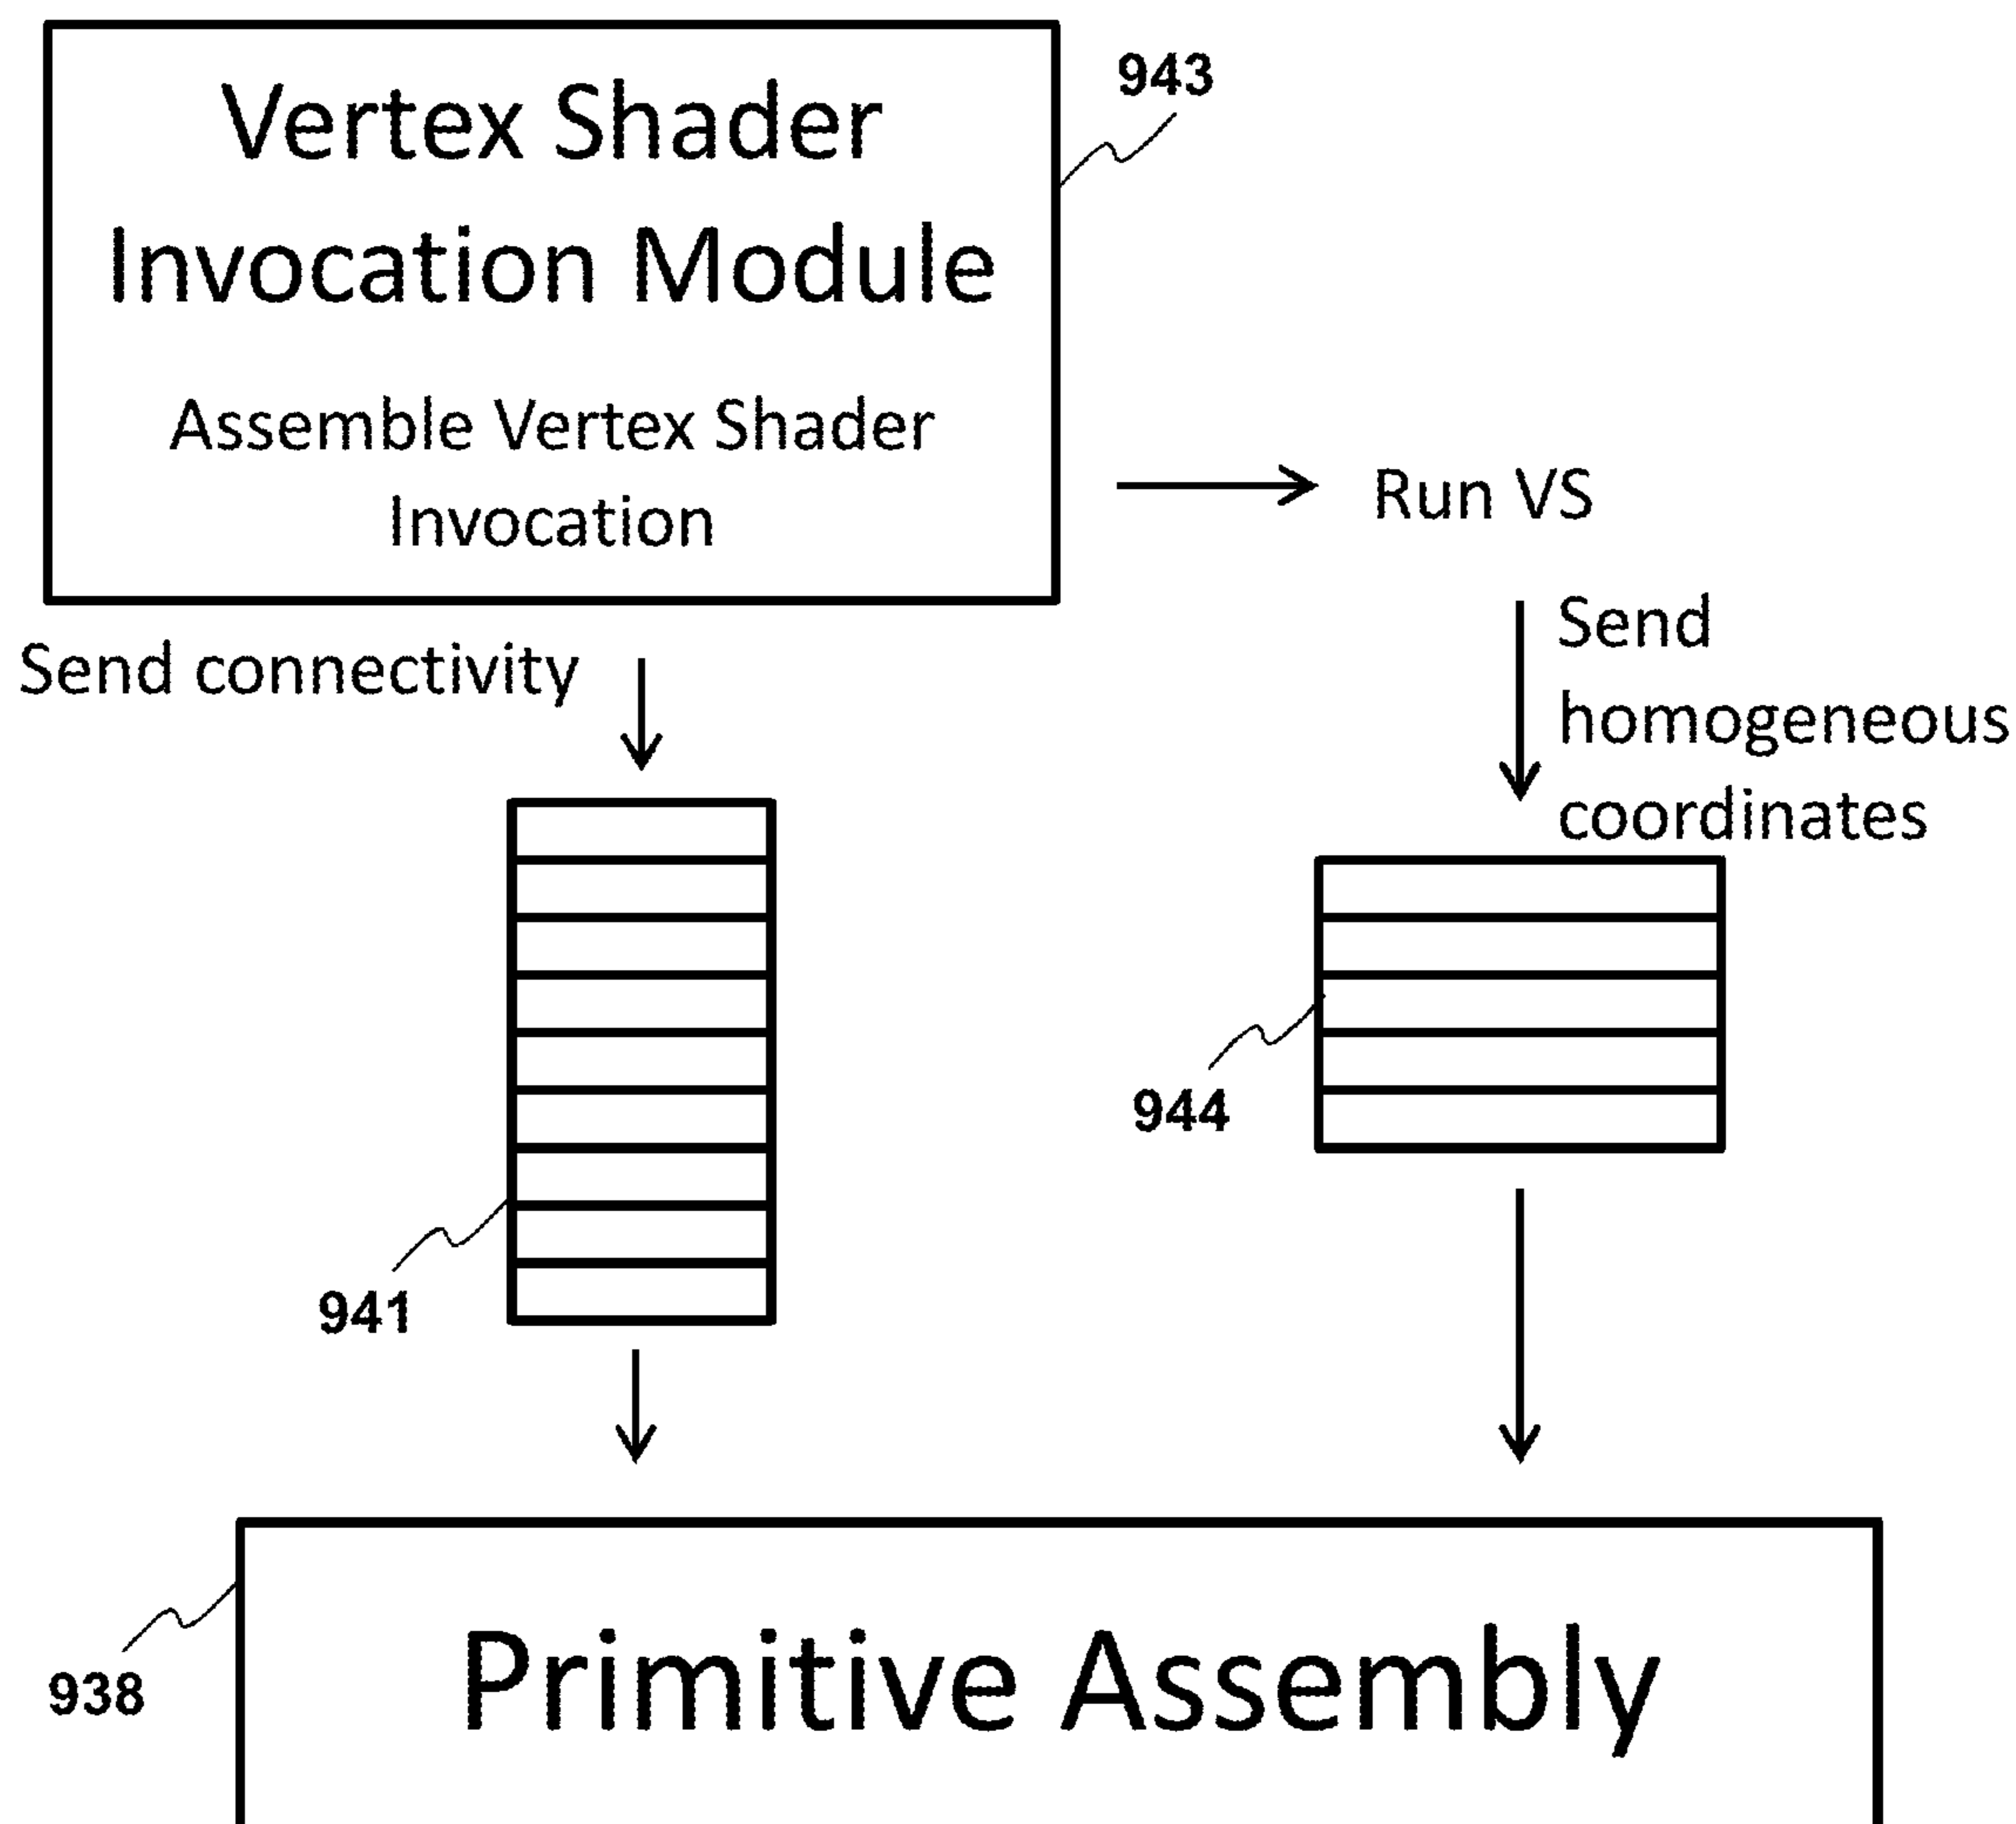 Vertex Shader
Invocation Module
Assemble Vertex Shader
Invocation
943
Run VS
Send connectivity
Send
homogeneous
coordinates
944
941
938
Primitive Assembly